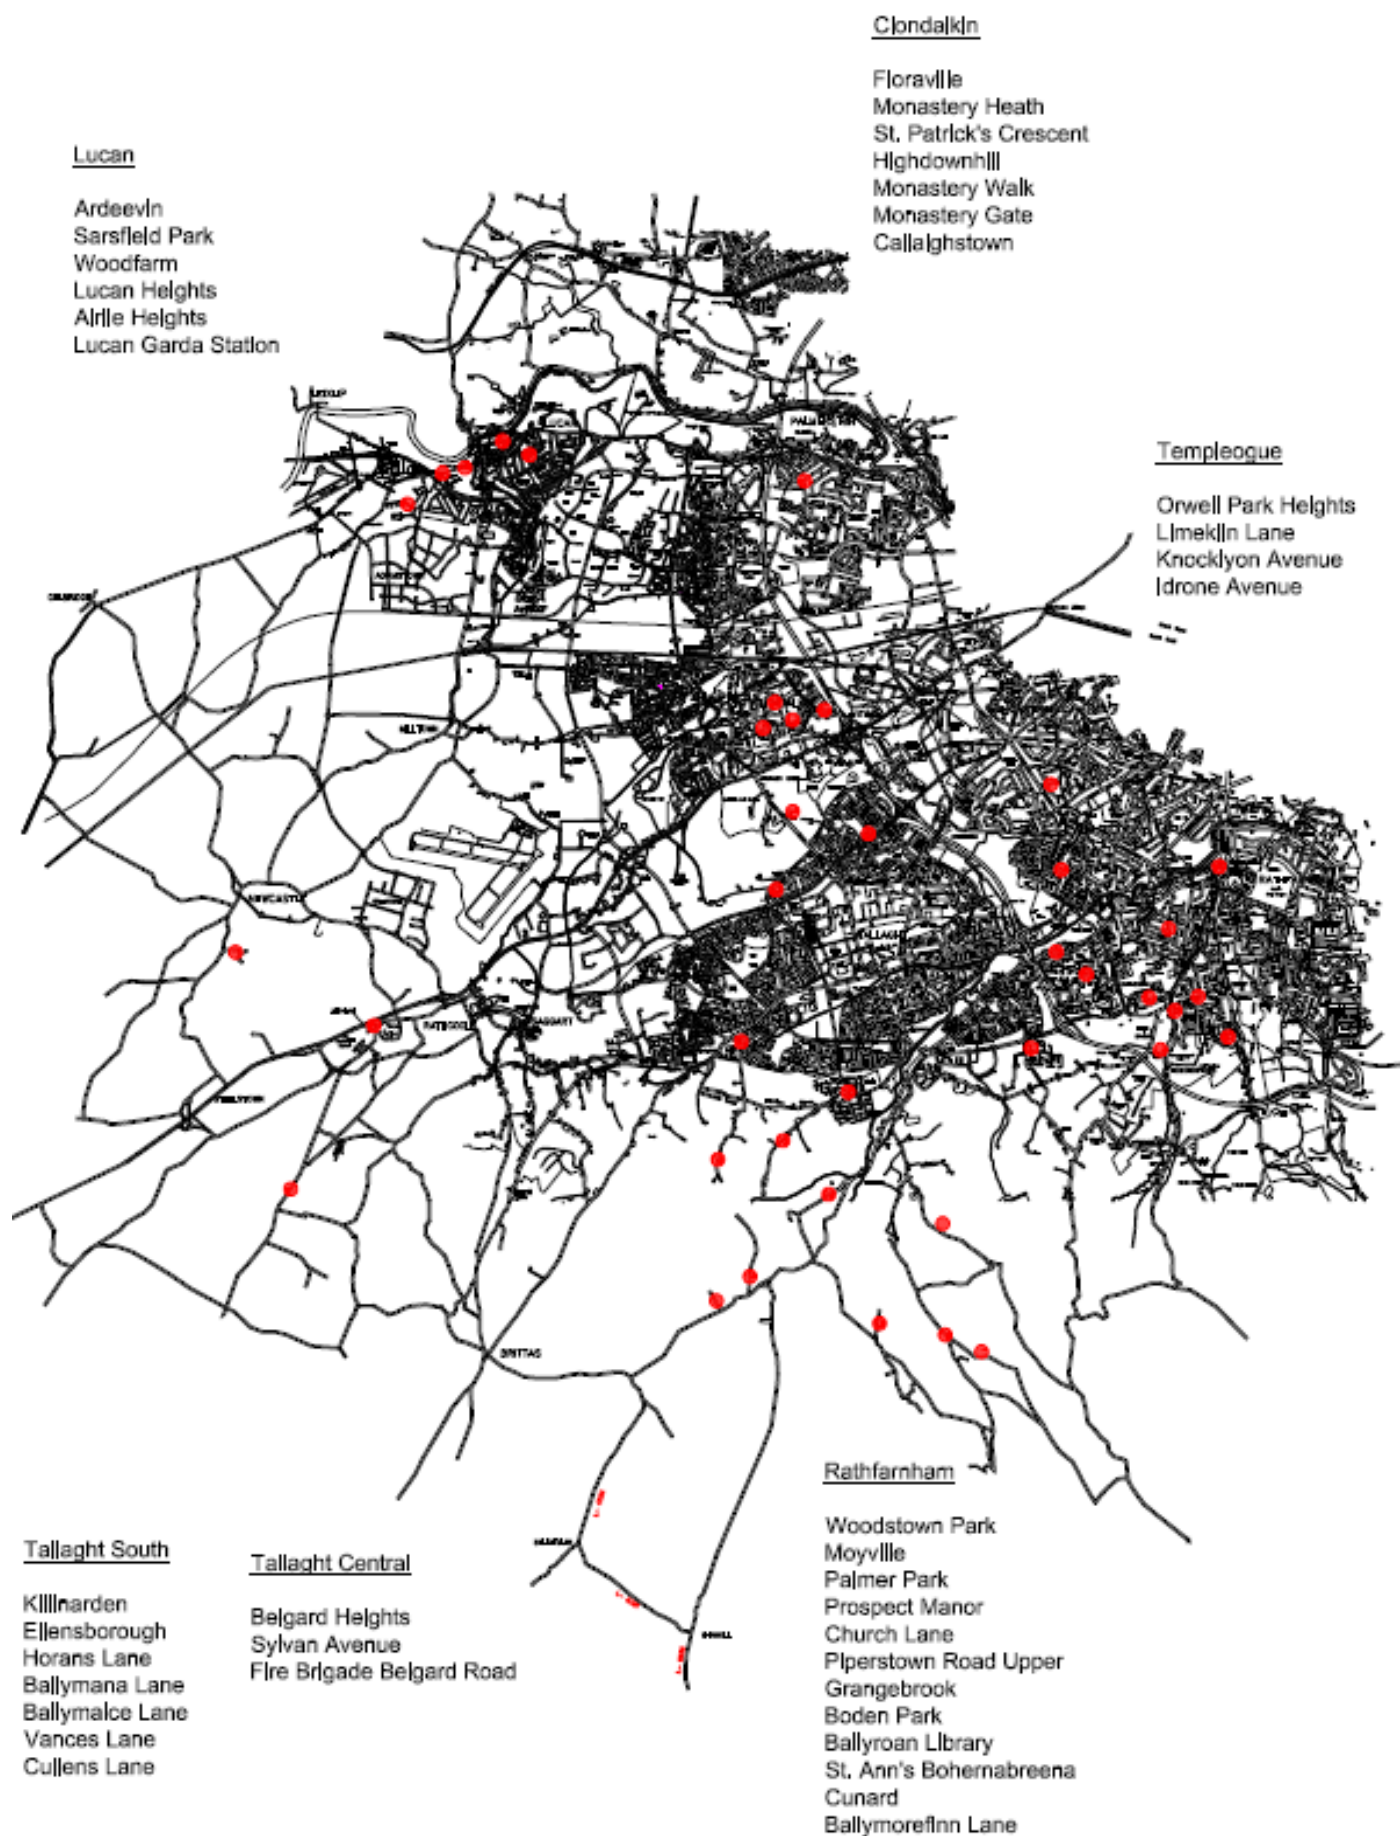 Clondalkin
Floraville
Monastery Heath
St. Patrick's Crescent
Highdownhill
Monastery Walk
Monastery Gate
Callaighstown
Lucan
Ardeevin
Sarsfield Park
Woodfarm
Lucan Heights
Airlie Heights
Lucan Garda Station
Templeogue
Orwell Park Heights
Limekiln Lane
Knocklyon Avenue
Idrone Avenue
NEWCASTLE
BRITTAS
Rathfarnham
Woodstown Park
Moyville
Palmer Park
Prospect Manor
Church Lane
Piperstown Road Upper
Grangebrook
Boden Park
Ballyroan Library
St. Ann's Bohernabreena
Cunard
Ballymorefinn Lane
Tallaght South
Killinarden
Ellensborough
Horans Lane
Ballymana Lane
Ballymaice Lane
Vances Lane
Cullens Lane
Tallaght Central
Belgard Heights
Sylvan Avenue
Fire Brigade Belgard Road